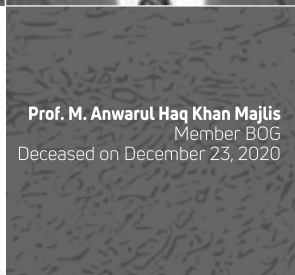 Prof. M. Anwarul Haq Khan Majlis
Member BOG
Deceased on December 23, 2020